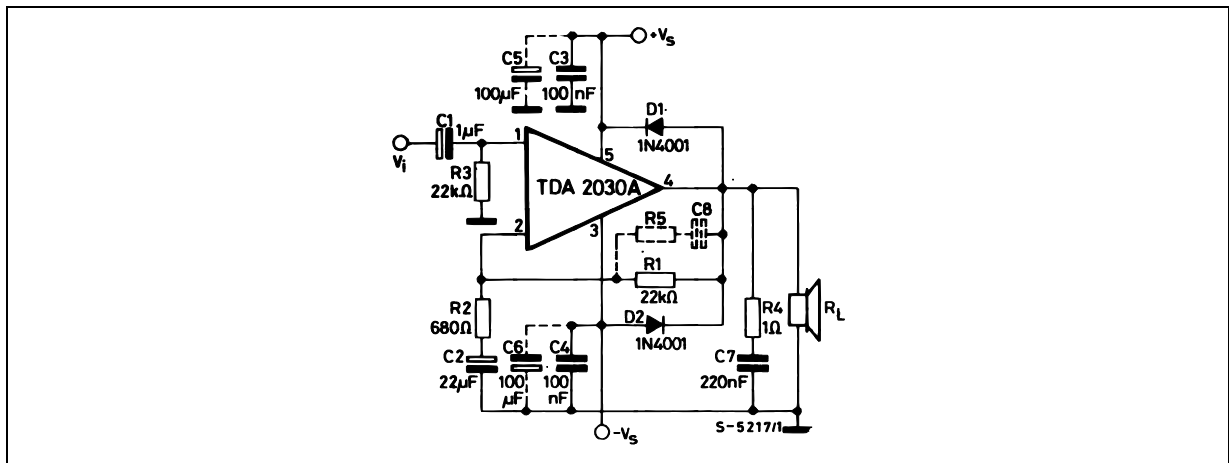 +Vs
C5
C3
100µF
100 nF
D1
1N4001
C1
1µF
1
5
Vi
R3
22kΩ
TDA 2030A
4
2
3
R5
C8
R1
22kΩ
R2
680Ω
D2
1N4001
R4
1Ω
RL
C2
22µF
C6
100
µF
C4
100
nF
C7
220nF
S-5217/1
-Vs